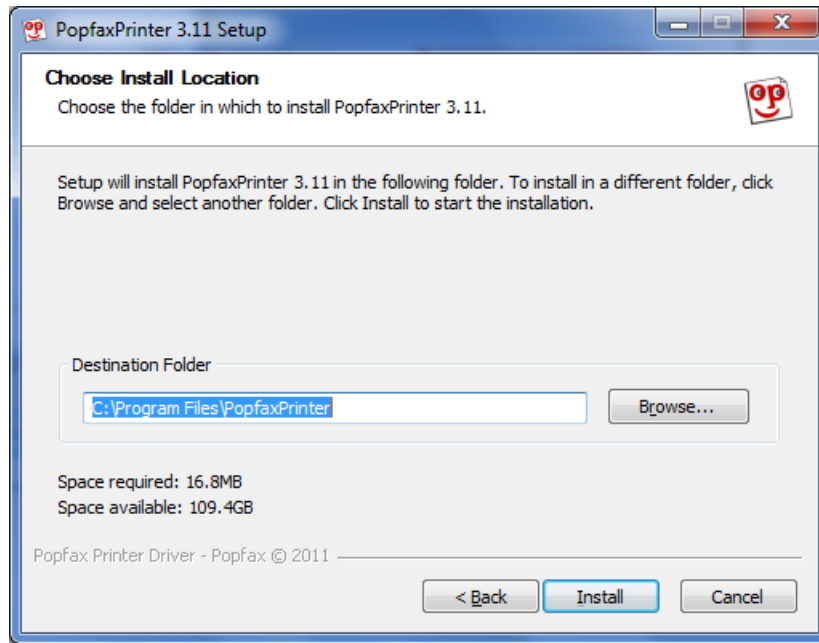 PopfaxPrinter 3.11 Setup
Choose Install Location
Choose the folder in which to install PopfaxPrinter 3.11.
Setup will install PopfaxPrinter 3.11 in the following folder. To install in a different folder, click
Browse and select another folder. Click Install to start the installation.
Destination Folder
C:\Program Files\PopfaxPrinter
Browse...
Space required: 16.8MB
Space available: 109.4GB
Popfax Printer Driver - Popfax © 2011
< Back
Install
Cancel